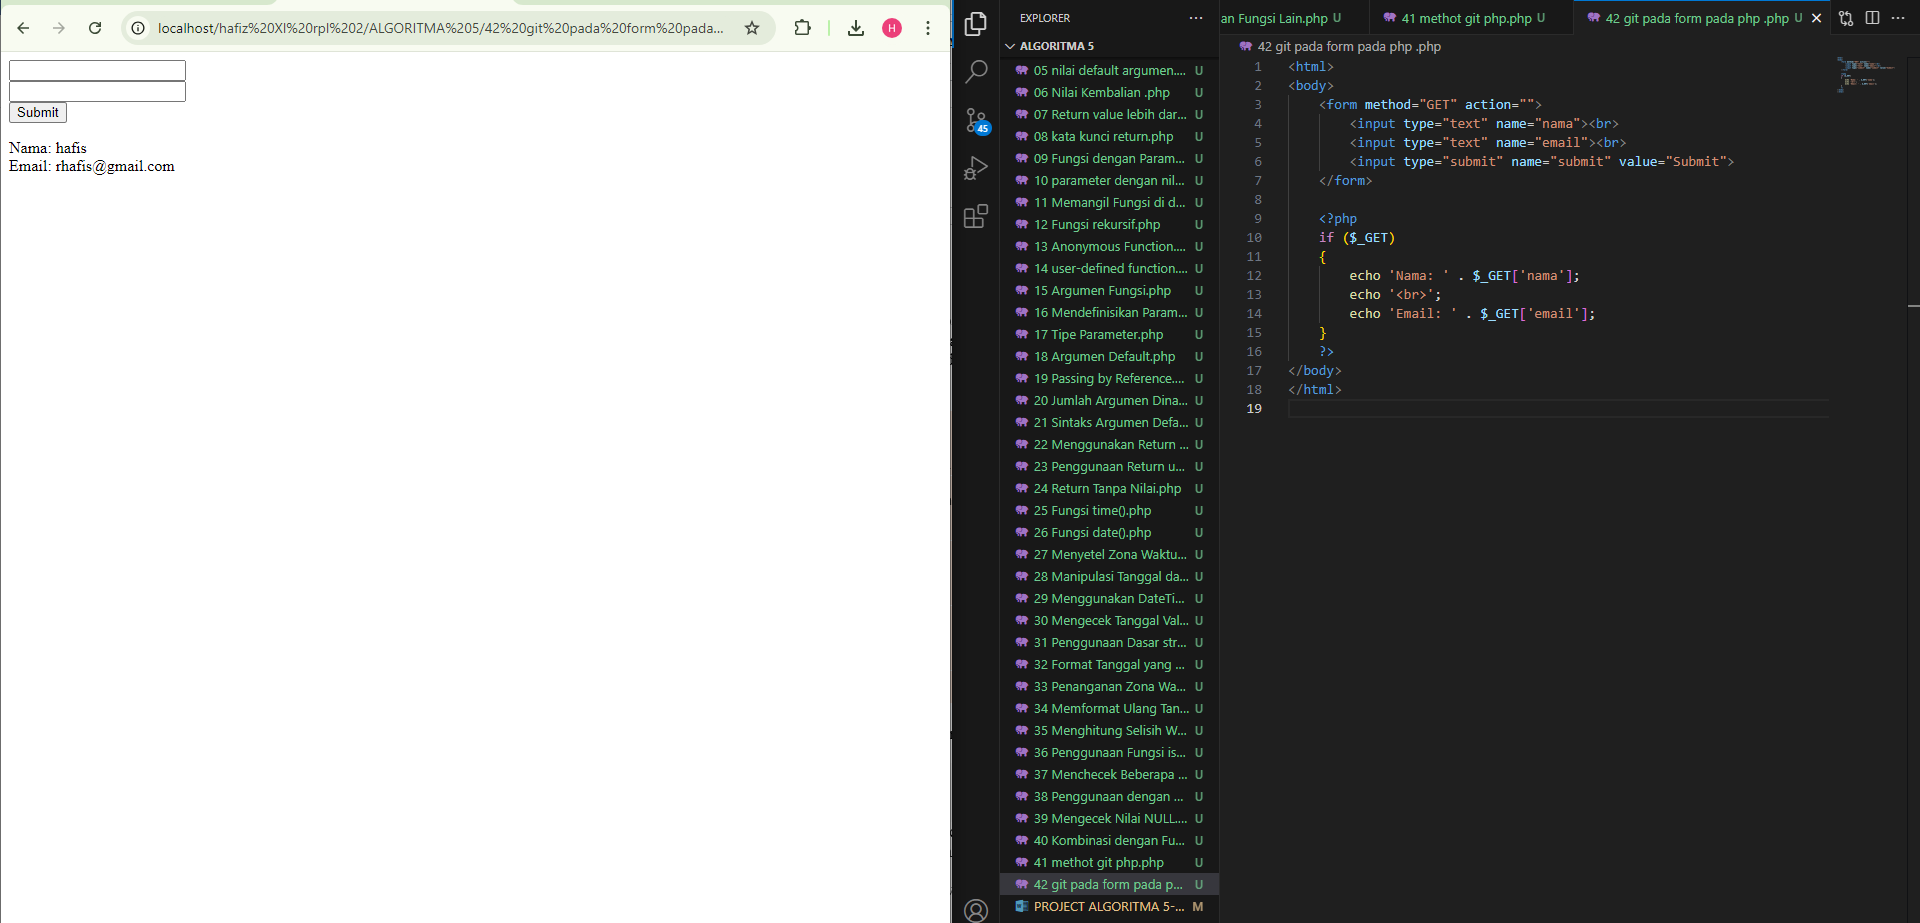 localhost/hafiz%20XI%20rpl%202/ALGORITMA%205/42%20git%20pada%20form%20pada...
H
Submit
Nama: hafis
Email: rhafis@gmail.com
45
EXPLORER
ALGORITMA 5
05 nilai default argumen.... U
06 Nilai Kembalian .php U
07 Return value lebih dar... U
08 kata kunci return.php U
09 Fungsi dengan Param... U
10 parameter dengan nil... U
11 Memangil Fungsi di d... U
12 Fungsi rekursif.php U
13 Anonymous Function.... U
14 user-defined function.... U
15 Argumen Fungsi.php U
16 Mendefinisikan Param... U
17 Tipe Parameter.php U
18 Argumen Default.php U
19 Passing by Reference.... U
20 Jumlah Argumen Dina... U
21 Sintaks Argumen Defa... U
22 Menggunakan Return ... U
23 Penggunaan Return u... U
24 Return Tanpa Nilai.php U
25 Fungsi time().php U
26 Fungsi date().php U
27 Menyetel Zona Waktu... U
28 Manipulasi Tanggal da... U
29 Menggunakan DateTi... U
30 Mengecek Tanggal Val... U
31 Penggunaan Dasar str... U
32 Format Tanggal yang ... U
33 Penanganan Zona Wa... U
34 Memformat Ulang Tan... U
35 Menghitung Selisih W... U
36 Penggunaan Fungsi is... U
37 Menchecek Beberapa ... U
38 Penggunaan dengan ... U
39 Mengecek Nilai NULL.... U
40 Kombinasi dengan Fu... U
41 methot git php.php U
42 git pada form pada p... U
PROJECT ALGORITMA 5-... M
an Fungsi Lain.php U
41 methot git php.php U
42 git pada form pada php .php U
42 git pada form pada php .php
1 <html>
2 <body>
3 <form method="GET" action="">
4 <input type="text" name="nama"><br>
5 <input type="text" name="email"><br>
6 <input type="submit" name="submit" value="Submit">
7 </form>
8
9 <?php
10 if ($_GET)
11 {
12 echo 'Nama: ' . $_GET['nama'];
13 echo '<br>';
14 echo 'Email: ' . $_GET['email'];
15 }
16 ?>
17 </body>
18 </html>
19